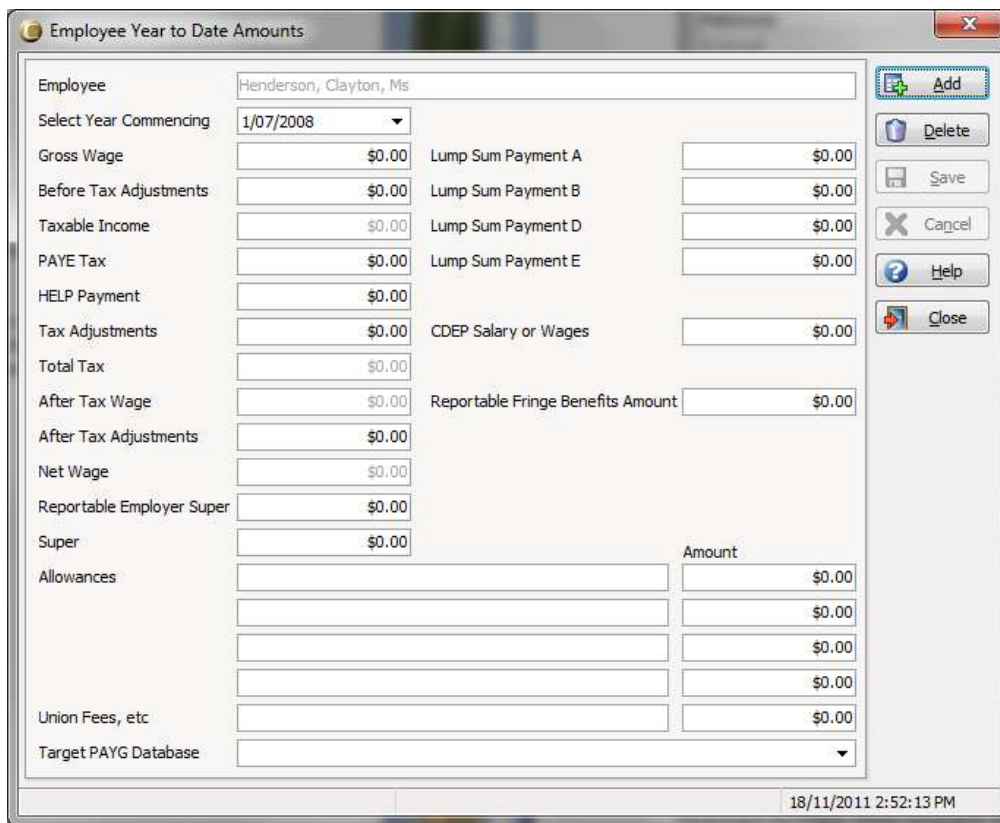 Employee Year to Date Amounts
Employee Henderson, Clayton, Ms Add
Select Year Commencing 1/07/2008 Delete
Gross Wage $0.00 Lump Sum Payment A $0.00
Before Tax Adjustments $0.00 Lump Sum Payment B $0.00 Save
Taxable Income $0.00 Lump Sum Payment D $0.00 Cancel
PAYE Tax $0.00 Lump Sum Payment E $0.00 Help
HELP Payment $0.00
Tax Adjustments $0.00 CDEP Salary or Wages $0.00 Close
Total Tax $0.00
After Tax Wage $0.00 Reportable Fringe Benefits Amount $0.00
After Tax Adjustments $0.00
Net Wage $0.00
Reportable Employer Super $0.00
Super $0.00
Amount
Allowances $0.00
$0.00
$0.00
$0.00
Union Fees, etc $0.00
Target PAYG Database
18/11/2011 2:52:13 PM